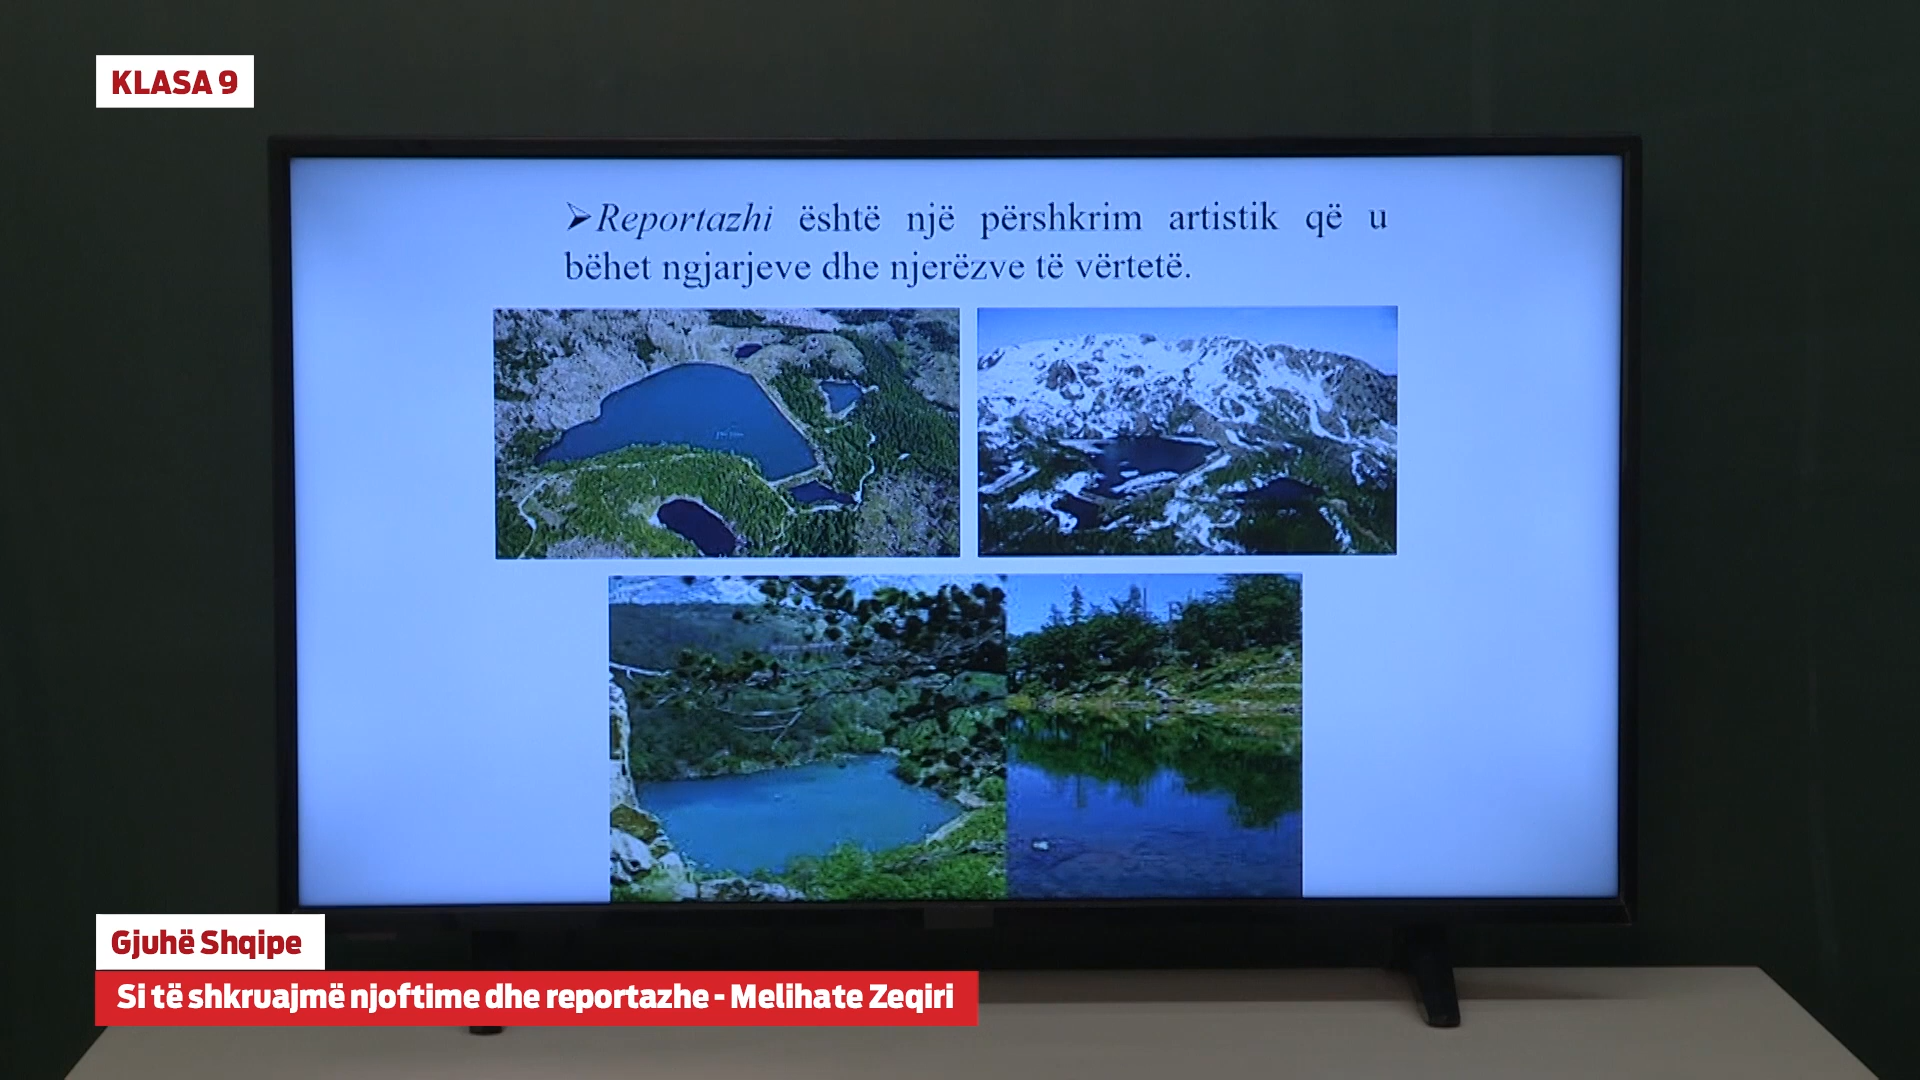 KLASA 9
➢Reportazhi është një përshkrim artistik që u
bëhet ngjarjeve dhe njerëzve të vërtetë.
Gjuhë Shqipe
Si të shkruajmë njoftime dhe reportazhe - Melihate Zeqiri